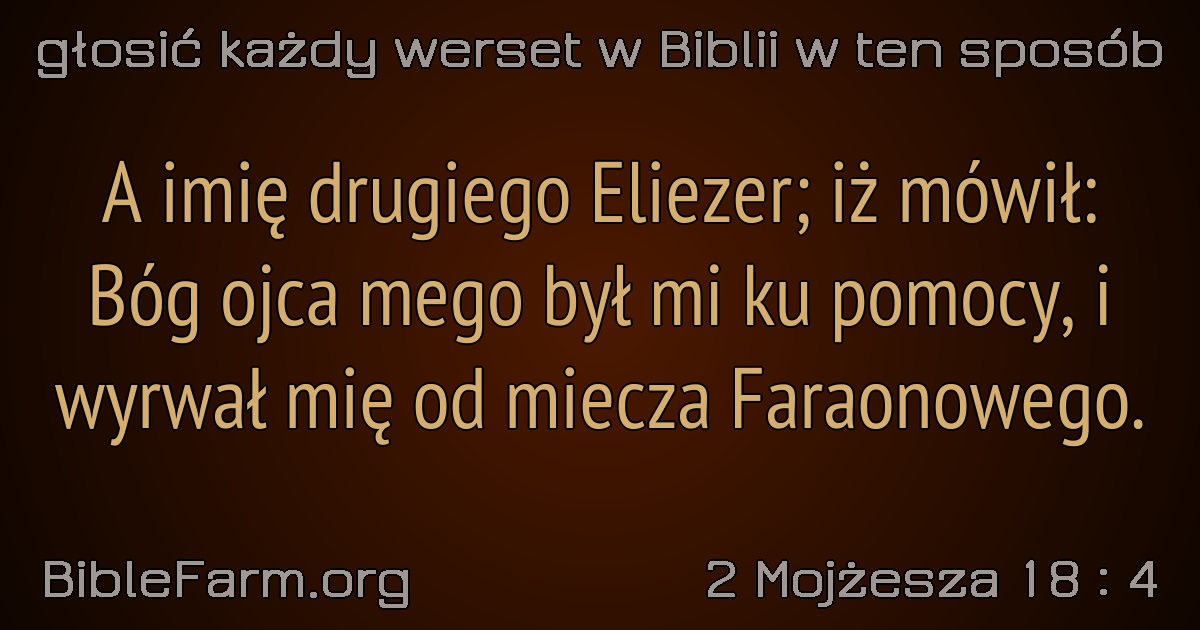 głosić każdy werset w Biblii w ten sposób
A imię drugiego Eliezer; iż mówił:
Bóg ojca mego był mi ku pomocy, i
wyrwał mię od miecza Faraonowego.
BibleFarm.org
2 Mojżesza 18 : 4